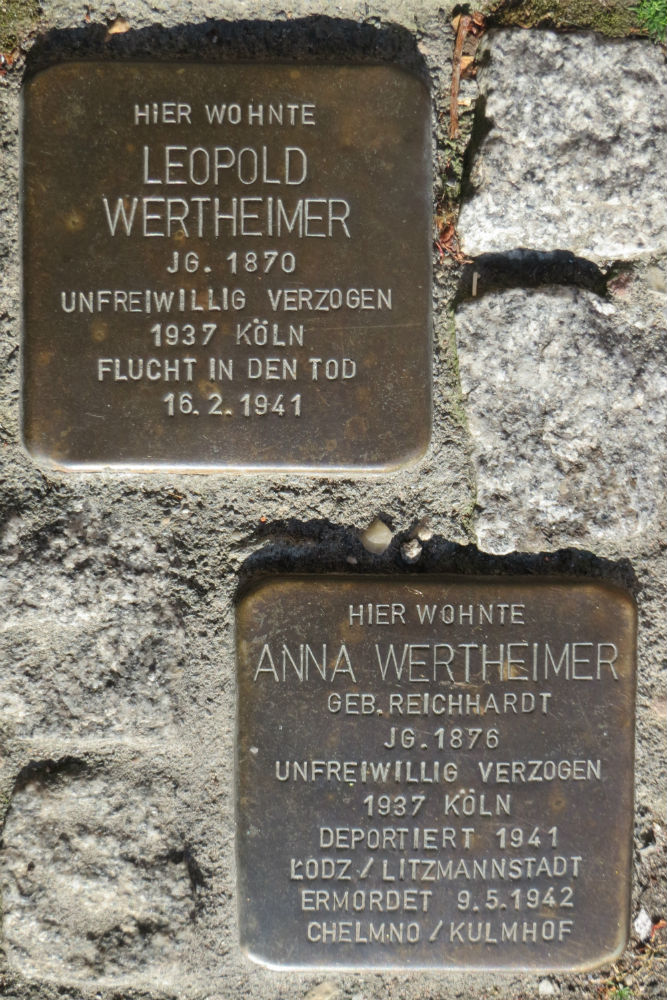 HIER WOHNTE
LEOPOLD
WERTHEIMER
JG. 1870
UNFREIWILLIG VERZOGEN
1937 KÖLN
FLUCHT IN DEN TOD
16.2.1941
HIER WOHNTE
ANNA WERTHEIMER
GEB. REICHHARDT
JG. 1876
UNFREIWILLIG VERZOGEN
1937 KÖLN
DEPORTIERT 1941
ŁODZ/LITZMANNSTADT
ERMORDET 9.5.1942
CHELMNO/KULMHOF